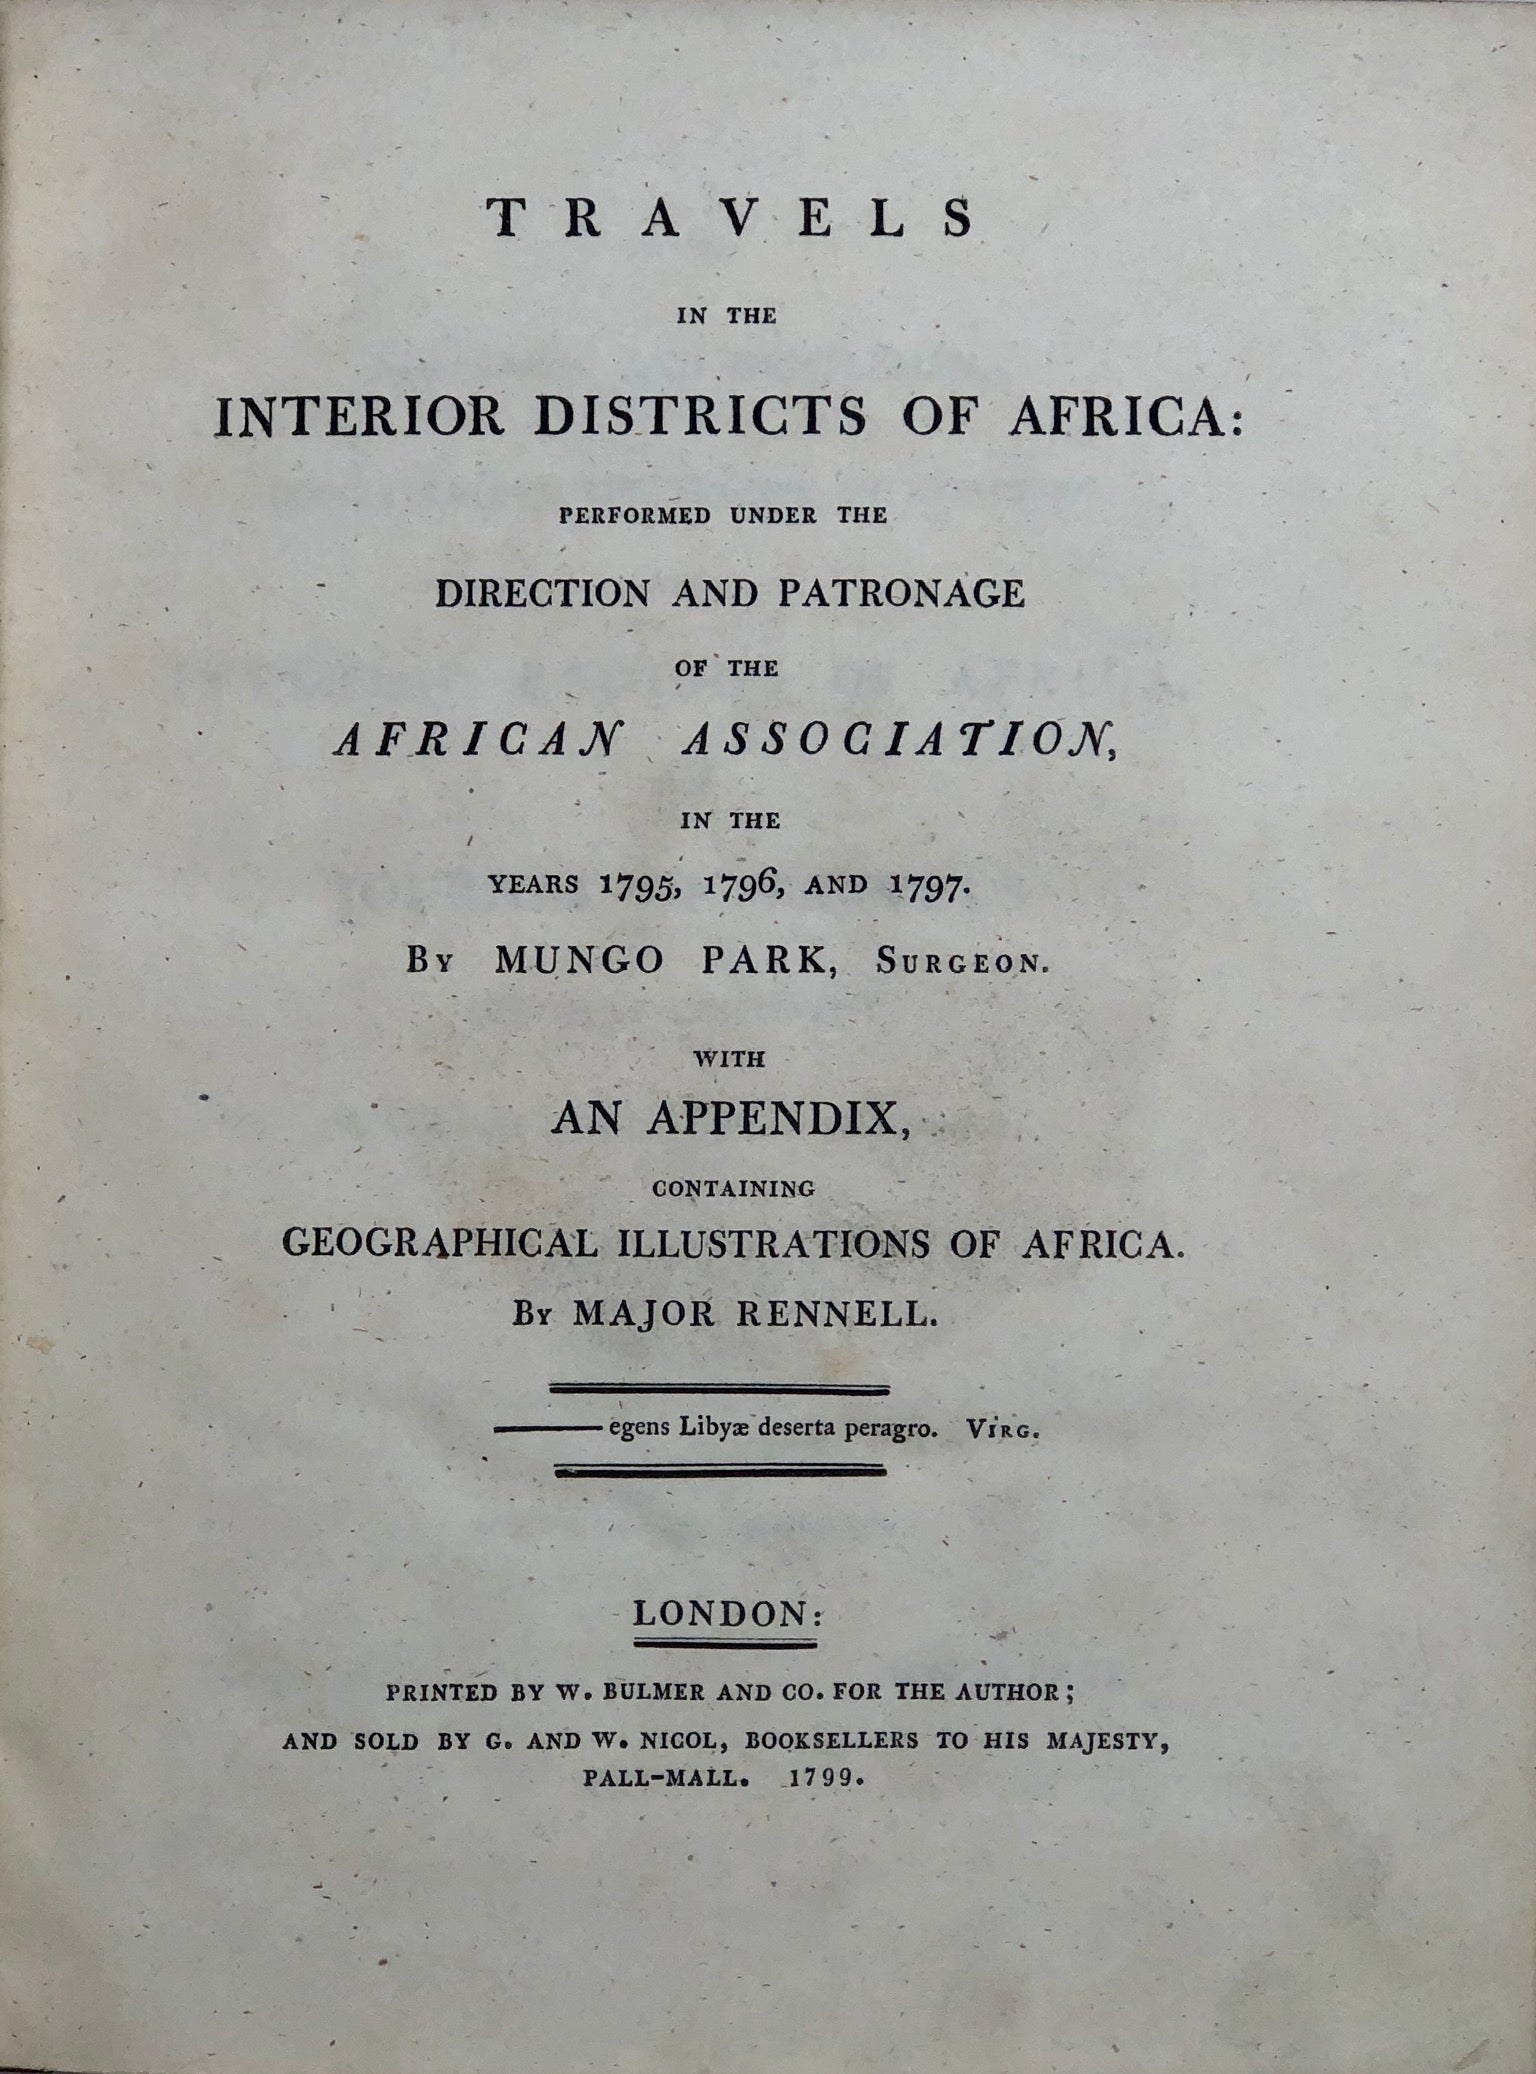 TRAVELS
IN THE
INTERIOR DISTRICTS OF AFRICA:
PERFORMED UNDER THE
DIRECTION AND PATRONAGE
OF THE
AFRICAN ASSOCIATION,
IN THE
YEARS 1795, 1796, AND 1797.
BY MUNGO PARK, SURGEON.
WITH
AN APPENDIX,
CONTAINING
GEOGRAPHICAL ILLUSTRATIONS OF AFRICA.
BY MAJOR RENNELL.
——— egens Libyæ deserta peragro. VIRG.
LONDON:
PRINTED BY W. BULMER AND CO. FOR THE AUTHOR;
AND SOLD BY G. AND W. NICOL, BOOKSELLERS TO HIS MAJESTY,
PALL-MALL. 1799.